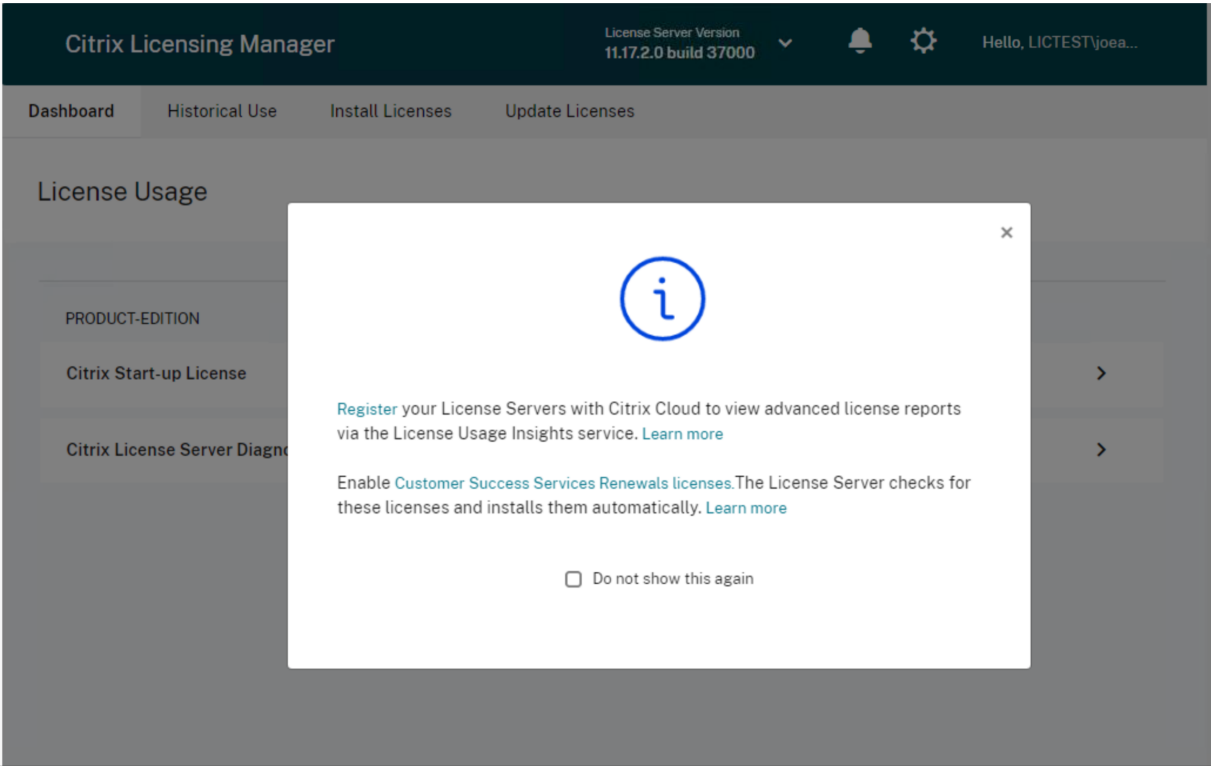 Citrix Licensing Manager
License Server Version
11.17.2.0 build 37000
Hello, LICTEST\joea...
Dashboard
Historical Use
Install Licenses
Update Licenses
License Usage
PRODUCT-EDITION
Citrix Start-up License
Citrix License Server Diagno
Register your License Servers with Citrix Cloud to view advanced license reports
via the License Usage Insights service. Learn more
Enable Customer Success Services Renewals licenses.The License Server checks for
these licenses and installs them automatically. Learn more
Do not show this again